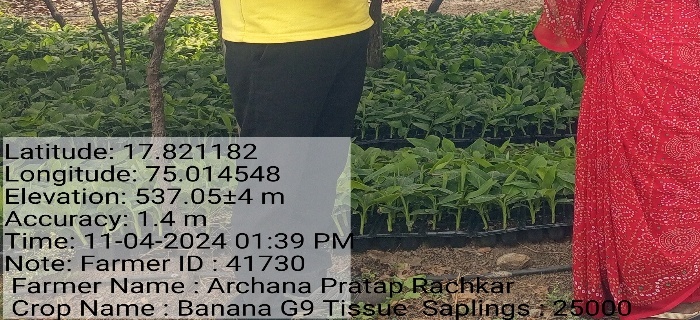 Latitude: 17.821182
Longitude: 75.014548
Elevation: 537.05±4 m
Accuracy: 1.4 m
Time: 11-04-2024 01:39 PM
Note: Farmer ID : 41730
Farmer Name : Archana Pratap Rachkar
Crop Name : Banana G9 Tissue Saplings : 25000